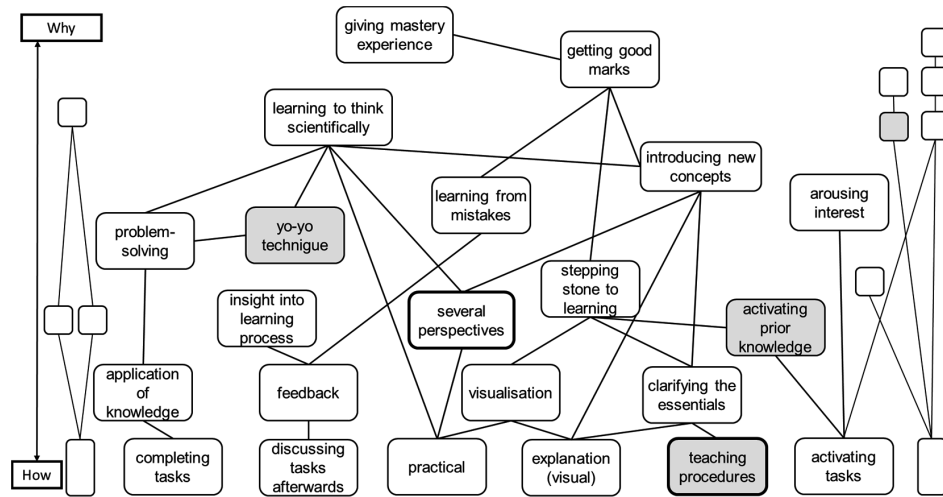 Why
giving mastery
experience
getting good
marks
learning to think
scientifically
introducing new
concepts
learning from
mistakes
arousing
interest
problem-
solving
yo-yo
technigue
stepping
stone to
learning
insight into
learning
process
several
perspectives
activating
prior
knowledge
application
of
knowledge
feedback
visualisation
clarifying the
essentials
How
completing
tasks
discussing
tasks
afterwards
practical
explanation
(visual)
teaching
procedures
activating
tasks